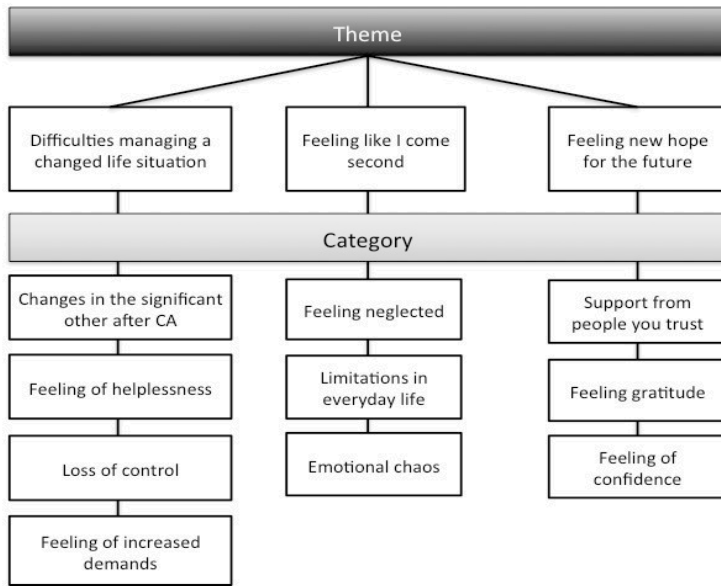 Theme
Difficulties managing a
changed life situation
Feeling like I come
second
Feeling new hope
for the future
Category
Changes in the significant
other after CA
Feeling of helplessness
Loss of control
Feeling of increased
demands
Feeling neglected
Limitations in
everyday life
Emotional chaos
Support from
people you trust
Feeling gratitude
Feeling of
confidence